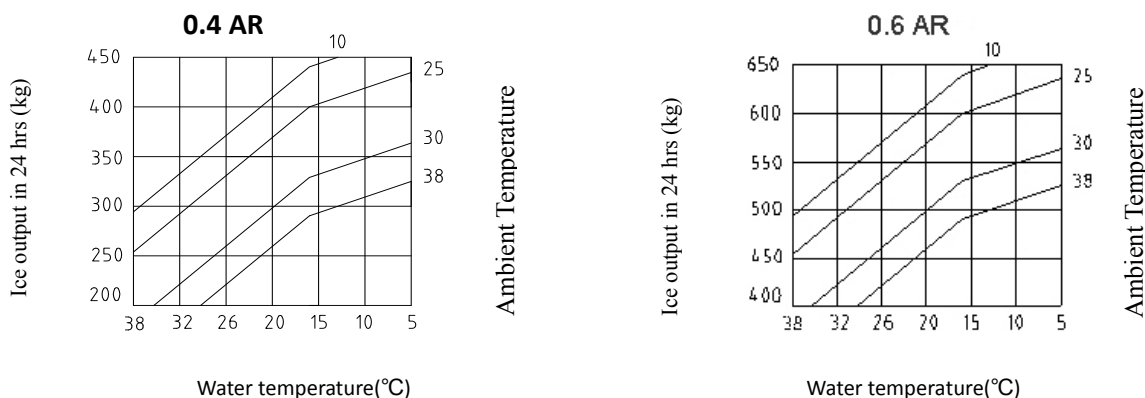 0.4 AR
Ice output in 24 hrs (kg)
450
400
350
300
250
200
10
25
30
38
38 32 26 20 15 10 5
Ambient Temperature
Water temperature(℃)
0.6 AR
Ice output in 24 hrs (kg)
650
600
550
500
450
400
10
25
30
38
38 32 26 20 15 10 5
Ambient Temperature
Water temperature(℃)